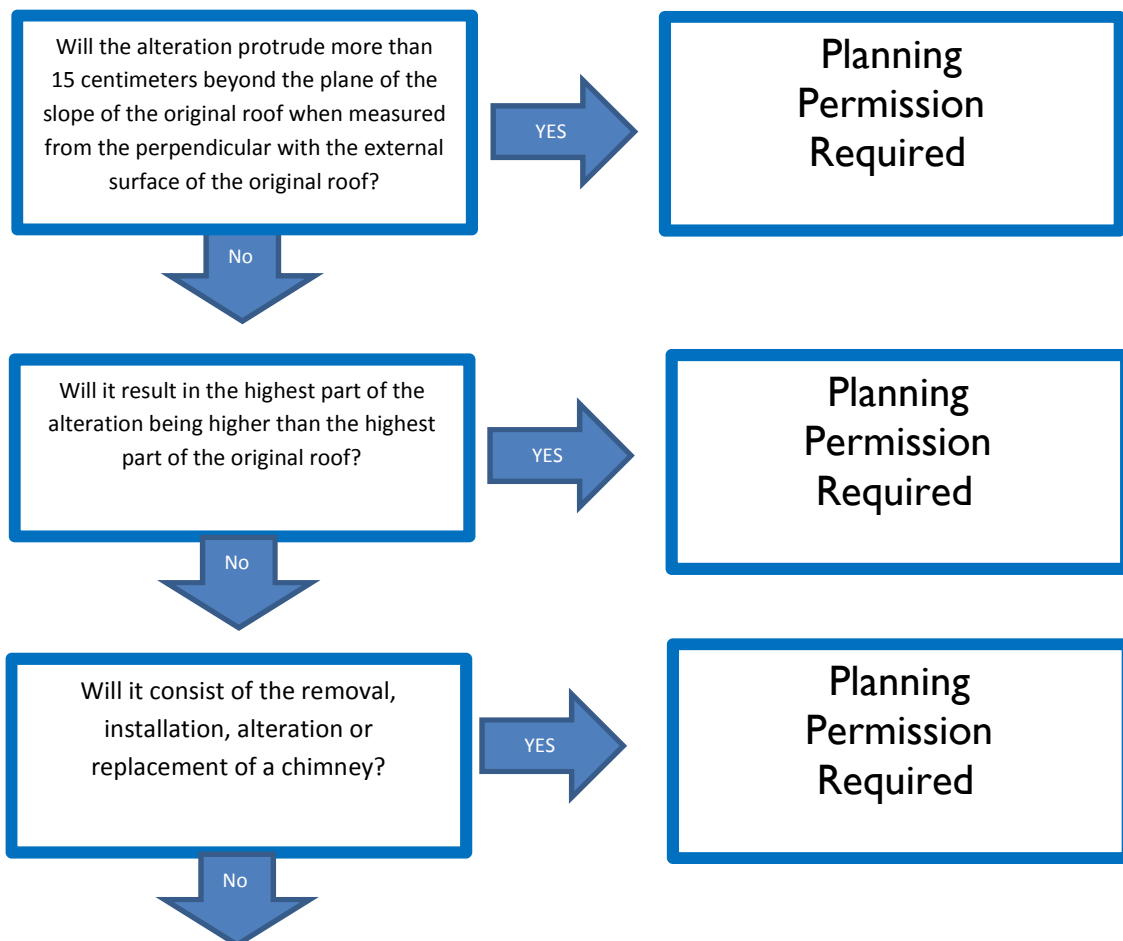 Will the alteration protrude more than
15 centimeters beyond the plane of the
slope of the original roof when measured
from the perpendicular with the external
surface of the original roof?
YES
Planning
Permission
Required
No
Will it result in the highest part of the
alteration being higher than the highest
part of the original roof?
YES
Planning
Permission
Required
No
Will it consist of the removal,
installation, alteration or
replacement of a chimney?
YES
Planning
Permission
Required
No